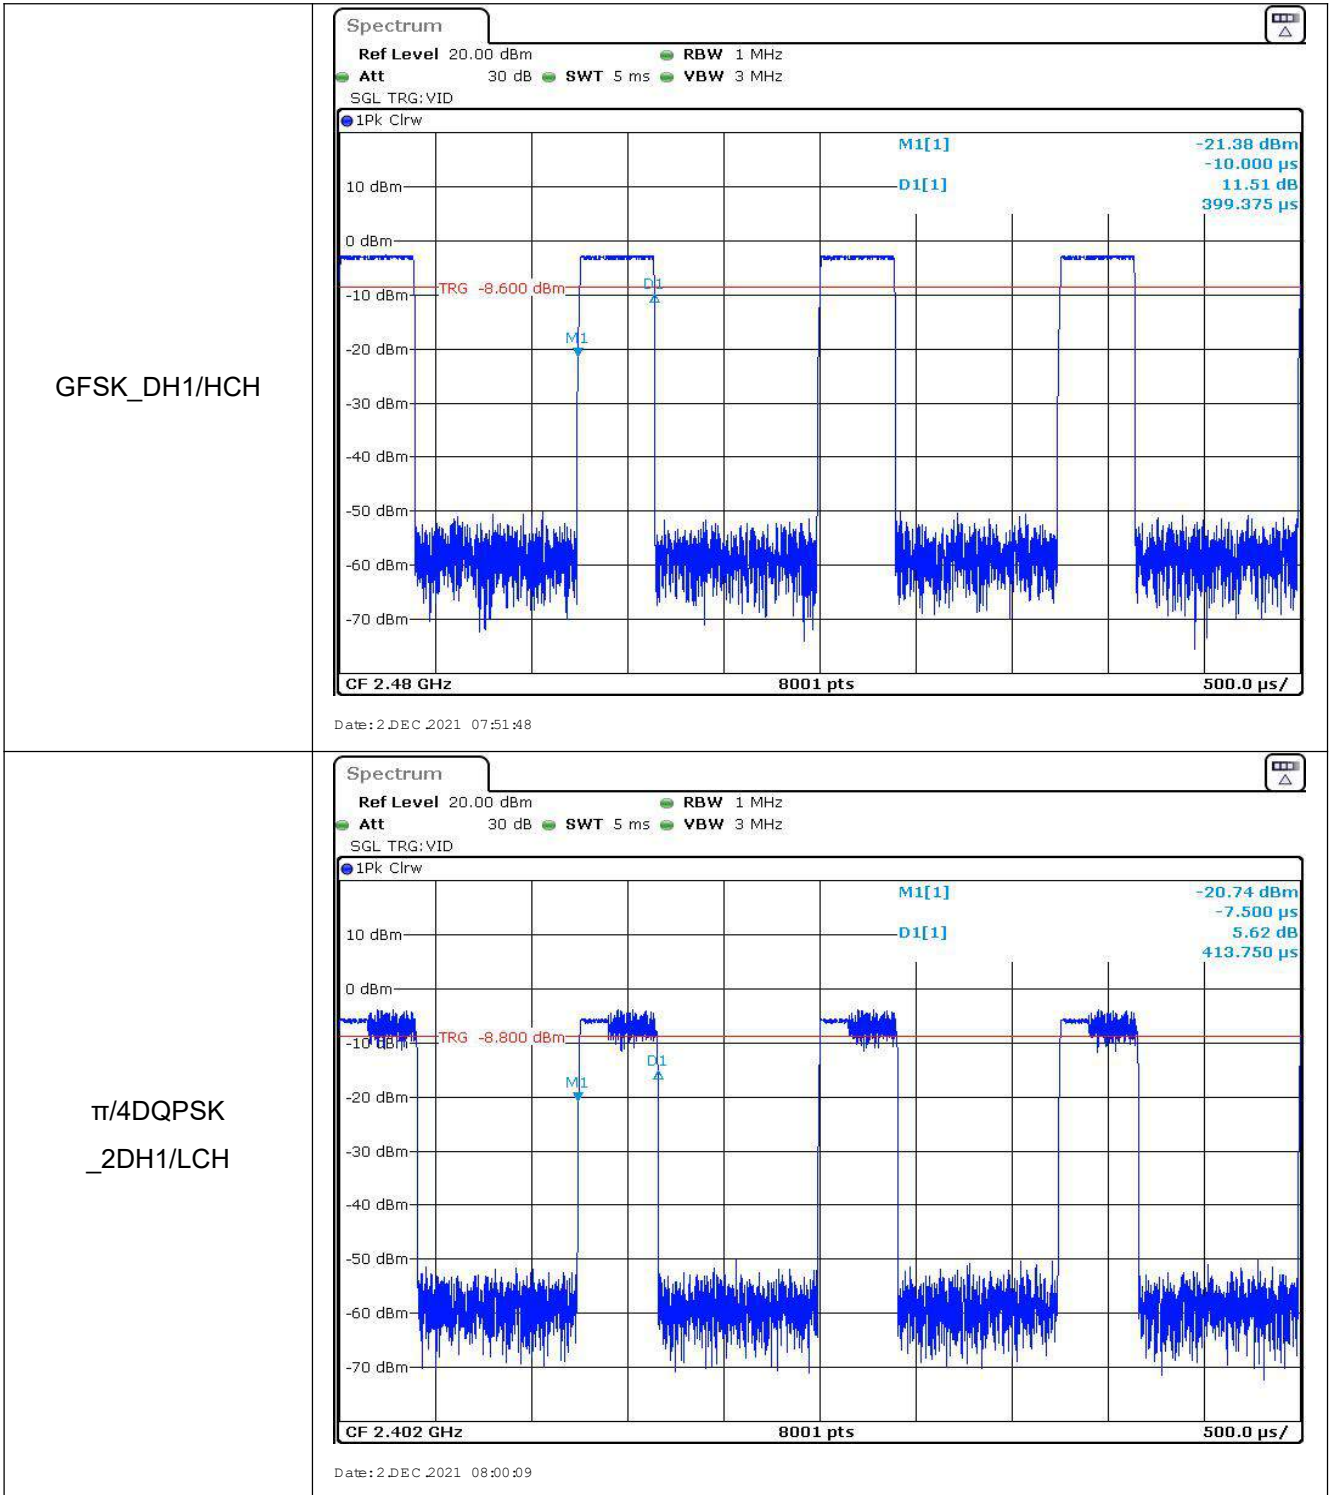 GFSK_DH1/HCH
Spectrum
Ref Level 20.00 dBm RBW 1 MHz
Att 30 dB SWT 5 ms VBW 3 MHz
SGL TRG:VID
1Pk Clrw
M1[1] -21.38 dBm
-10.000 µs
10 dBm D1[1] 11.51 dB
399.375 µs
0 dBm
D1
-10 dBm TRG -8.600 dBm
M1
-20 dBm
-30 dBm
-40 dBm
-50 dBm
-60 dBm
-70 dBm
CF 2.48 GHz 8001 pts 500.0 µs/
Date: 2.DEC.2021 07:51:48
π/4DQPSK
_2DH1/LCH
Spectrum
Ref Level 20.00 dBm RBW 1 MHz
Att 30 dB SWT 5 ms VBW 3 MHz
SGL TRG:VID
1Pk Clrw
M1[1] -20.74 dBm
-7.500 µs
10 dBm D1[1] 5.62 dB
413.750 µs
0 dBm
-10 dBm TRG -8.800 dBm
D1
M1
-20 dBm
-30 dBm
-40 dBm
-50 dBm
-60 dBm
-70 dBm
CF 2.402 GHz 8001 pts 500.0 µs/
Date: 2.DEC.2021 08:00:09